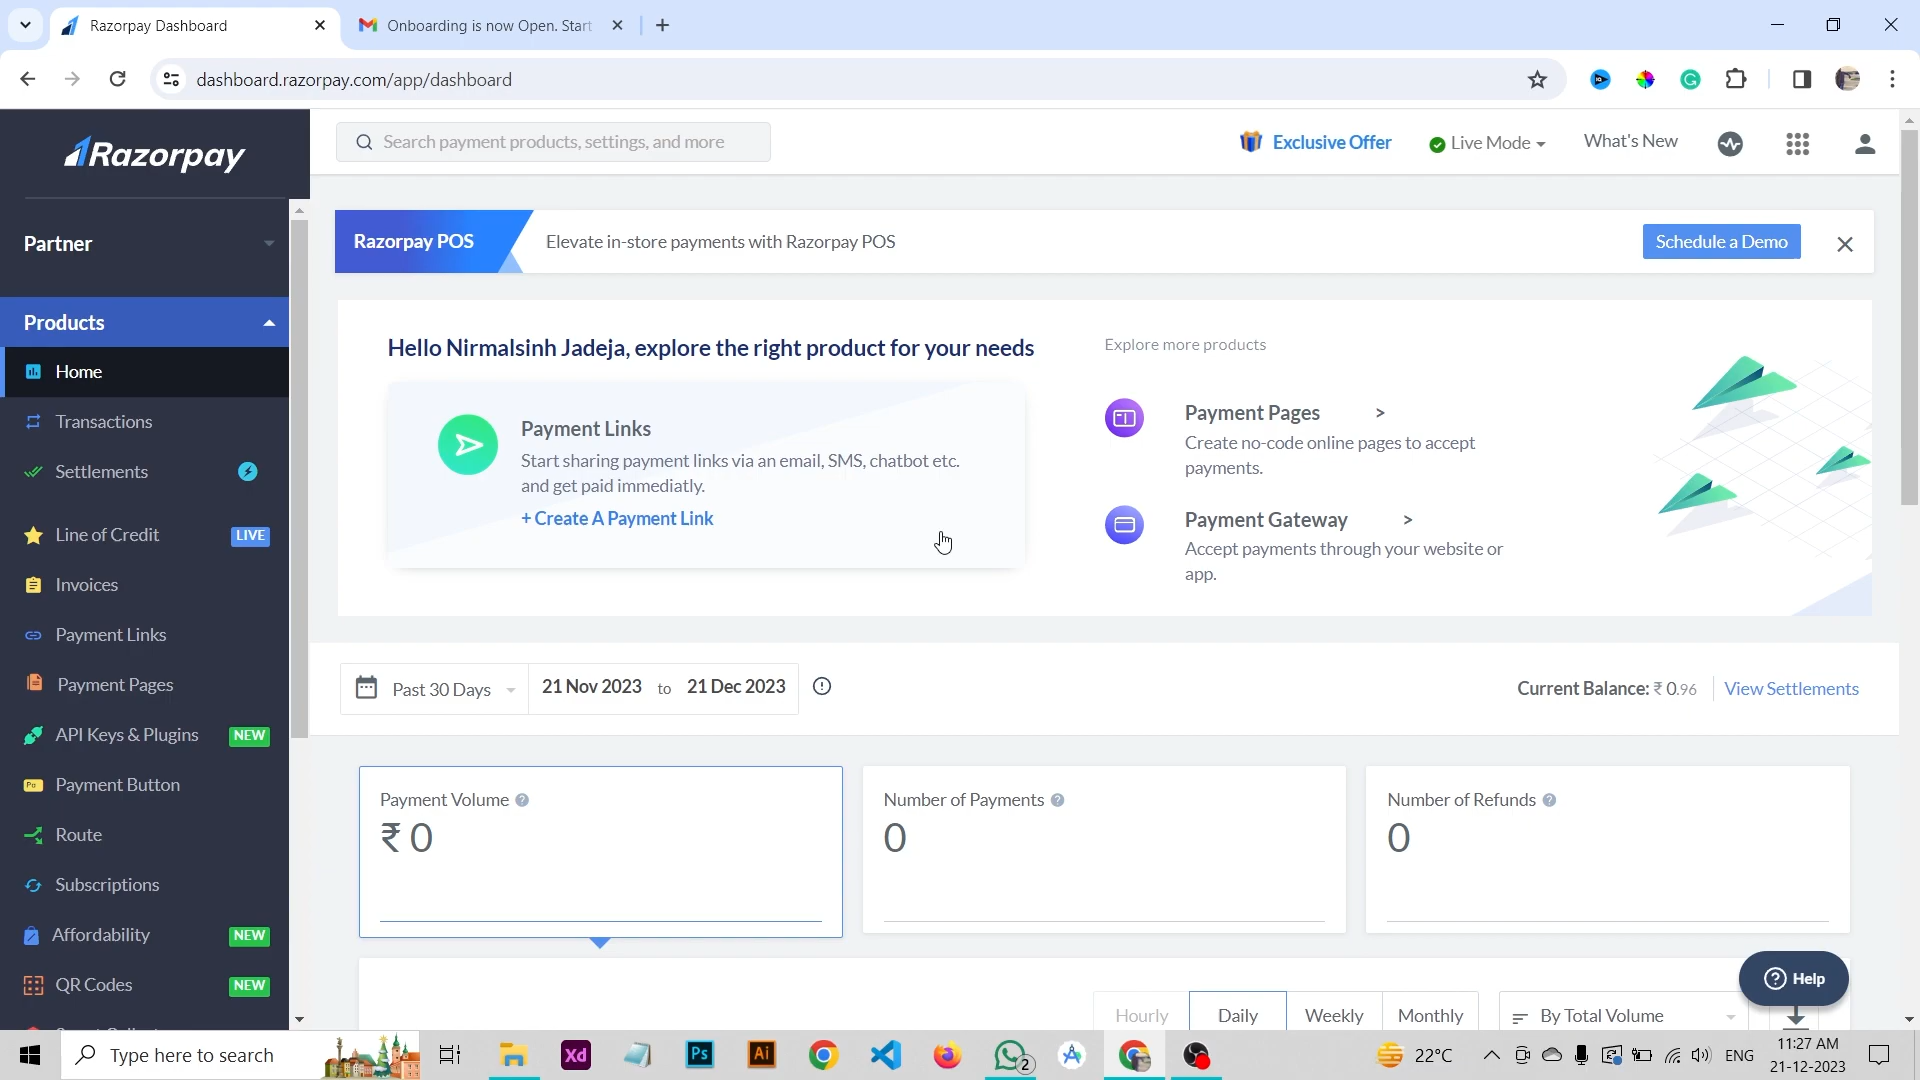 Razorpay Dashboard
Onboarding is now Open. Start
dashboard.razorpay.com/app/dashboard
Razorpay
Search payment products, settings, and more
Exclusive Offer
Live Mode
What's New
Partner
Products
Home
Transactions
Settlements
Line of Credit LIVE
Invoices
Payment Links
Payment Pages
API Keys & Plugins NEW
Payment Button
Route
Subscriptions
Affordability NEW
QR Codes NEW
Razorpay POS
Elevate in-store payments with Razorpay POS
Schedule a Demo
Hello Nirmalsinh Jadeja, explore the right product for your needs
Payment Links
Start sharing payment links via an email, SMS, chatbot etc.
and get paid immediatly.
+ Create A Payment Link
Explore more products
Payment Pages >
Create no-code online pages to accept
payments.
Payment Gateway >
Accept payments through your website or
app.
Past 30 Days
21 Nov 2023 to 21 Dec 2023
Current Balance: ₹ 0.96
View Settlements
Payment Volume
₹ 0
Number of Payments
0
Number of Refunds
0
Hourly
Daily
Weekly
Monthly
By Total Volume
Help
Type here to search
Xd
Ps
Ai
2
22°C
ENG
11:27 AM
21-12-2023